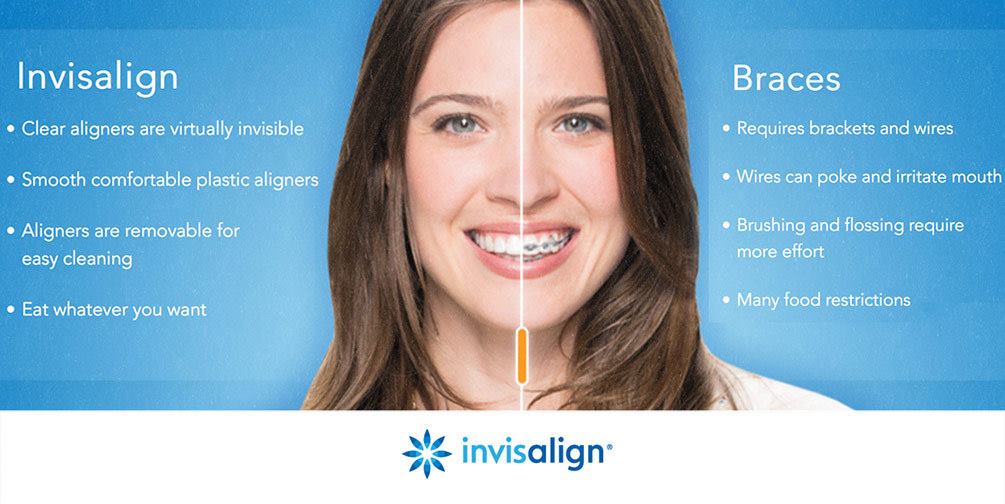 Invisalign
• Clear aligners are virtually invisible
• Smooth comfortable plastic aligners
• Aligners are removable for
easy cleaning
• Eat whatever you want
Braces
• Requires brackets and wires
• Wires can poke and irritate mouth
• Brushing and flossing require
more effort
• Many food restrictions
invisalign®